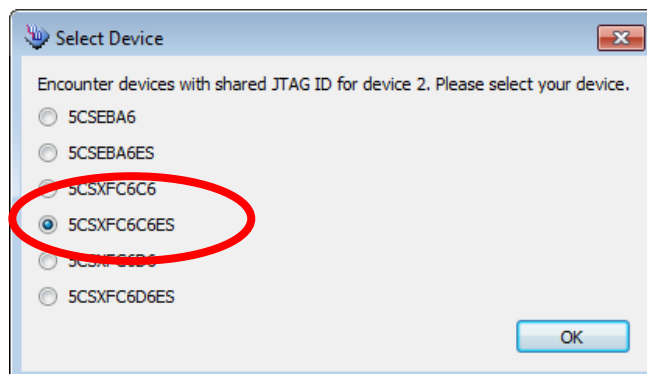 Select Device
Encounter devices with shared JTAG ID for device 2. Please select your device.
5CSEBA6
5CSEBA6ES
5CSXFC6C6
5CSXFC6C6ES
5CSXFC6D6
5CSXFC6D6ES
OK